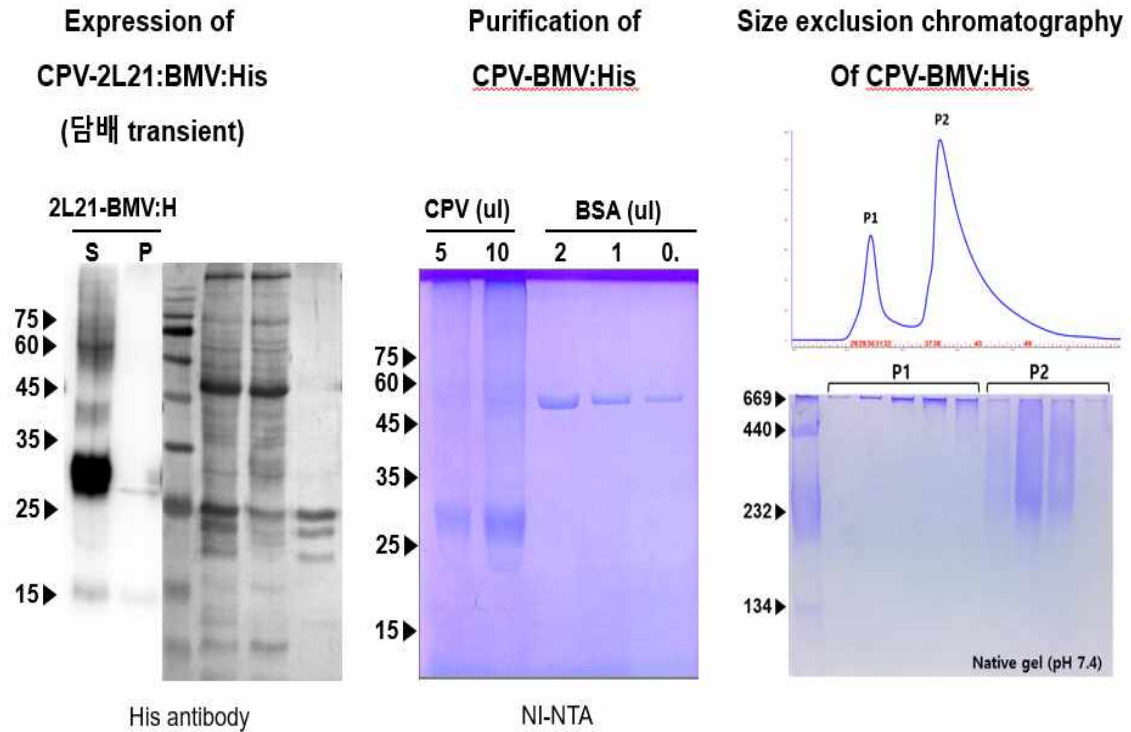 Expression of
CPV-2L21:BMV:His
(담배 transient)
2L21-BMV:H
S P
75
60
45
35
25
15
His antibody
Purification of
CPV-BMV:His
CPV (ul) BSA (ul)
5 10 2 1 0.
75
60
45
35
25
15
NI-NTA
Size exclusion chromatography
Of CPV-BMV:His
P1
P2
P1 P2
669
440
232
134
Native gel (pH 7.4)